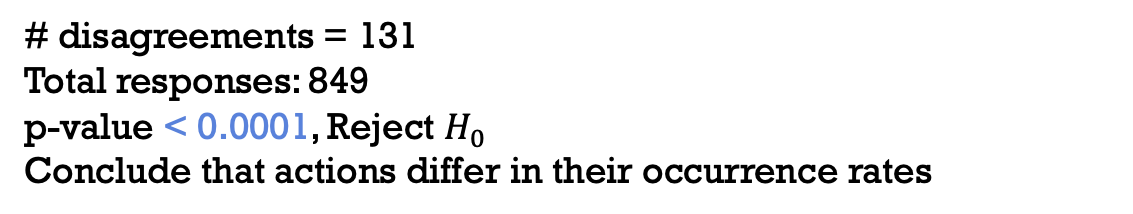 # disagreements = 131
Total responses: 849
p-value < 0.0001, Reject H₀
Conclude that actions differ in their occurrence rates